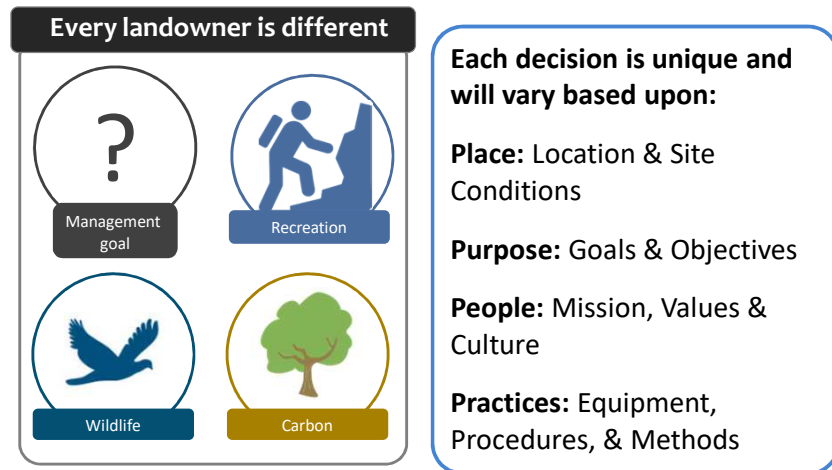 Every landowner is different
?
Management
goal
Recreation
Wildlife
Carbon
Each decision is unique and
will vary based upon:
Place: Location & Site
Conditions
Purpose: Goals & Objectives
People: Mission, Values &
Culture
Practices: Equipment,
Procedures, & Methods